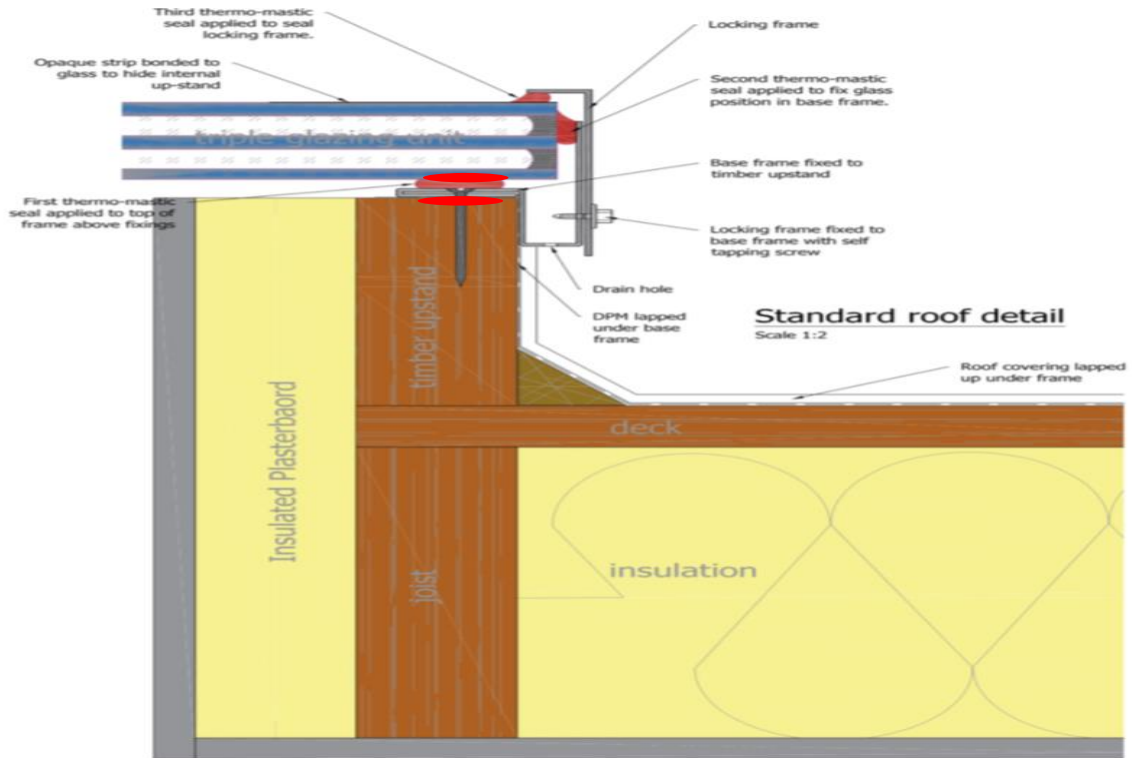 Third thermo-mastic
seal applied to seal
locking frame.
Opaque strip bonded to
glass to hide internal
up-stand
triple glazing unit
First thermo-mastic
seal applied to top of
frame above fixings
Locking frame
Second thermo-mastic
seal applied to fix glass
position in base frame.
Base frame fixed to
timber upstand
Locking frame fixed to
base frame with self
tapping screw
Drain hole
DPM lapped
under base
frame
Standard roof detail
Scale 1:2
Roof covering lapped
up under frame
timber upstand
deck
Insulated Plasterbaord
joist
insulation